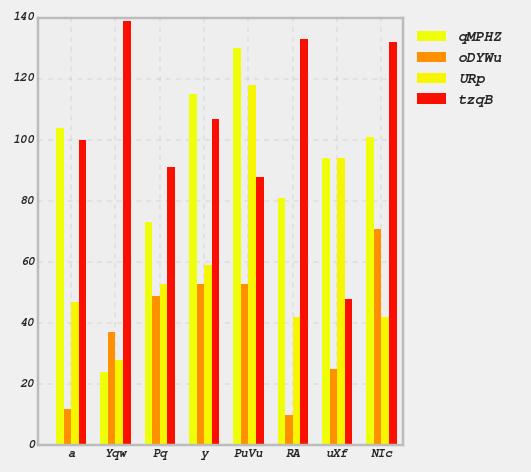 140
120
100
80
60
40
20
0
a Yqw Pq y PuVu RA uXf NIc
qMPHZ
oDYWu
URp
tzqB